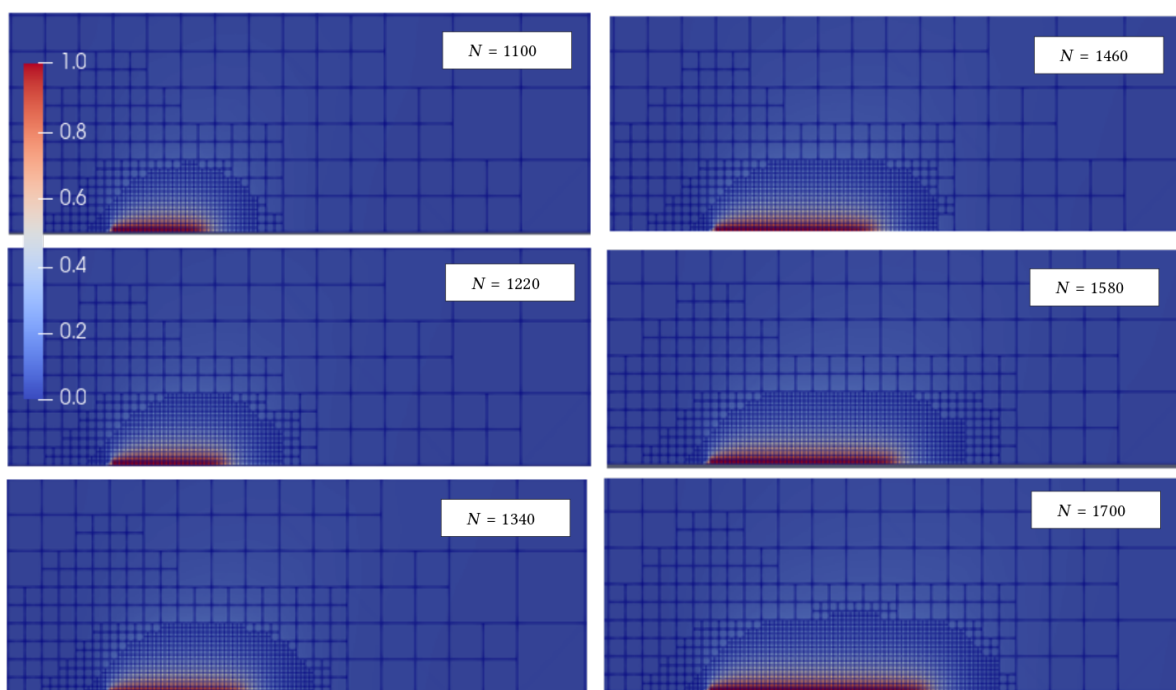 N = 1100
1.0
0.8
0.6
0.4
0.2
0.0
N = 1460
N = 1220
N = 1580
N = 1340
N = 1700